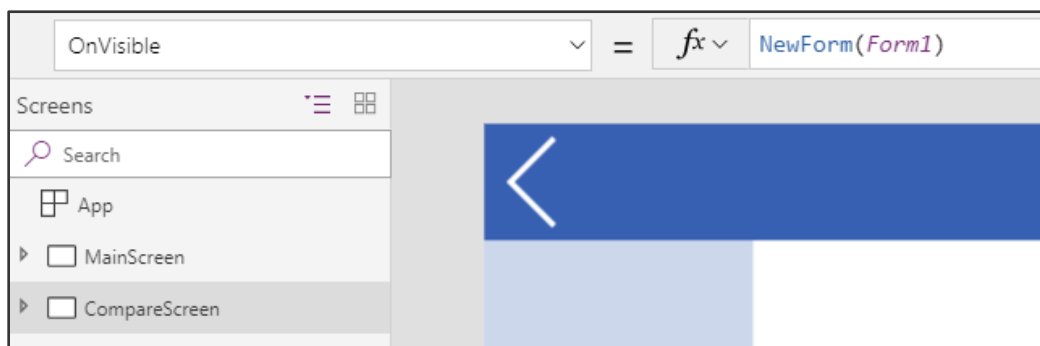 OnVisible = fx NewForm(Form1)
Screens
Search
App
MainScreen
CompareScreen